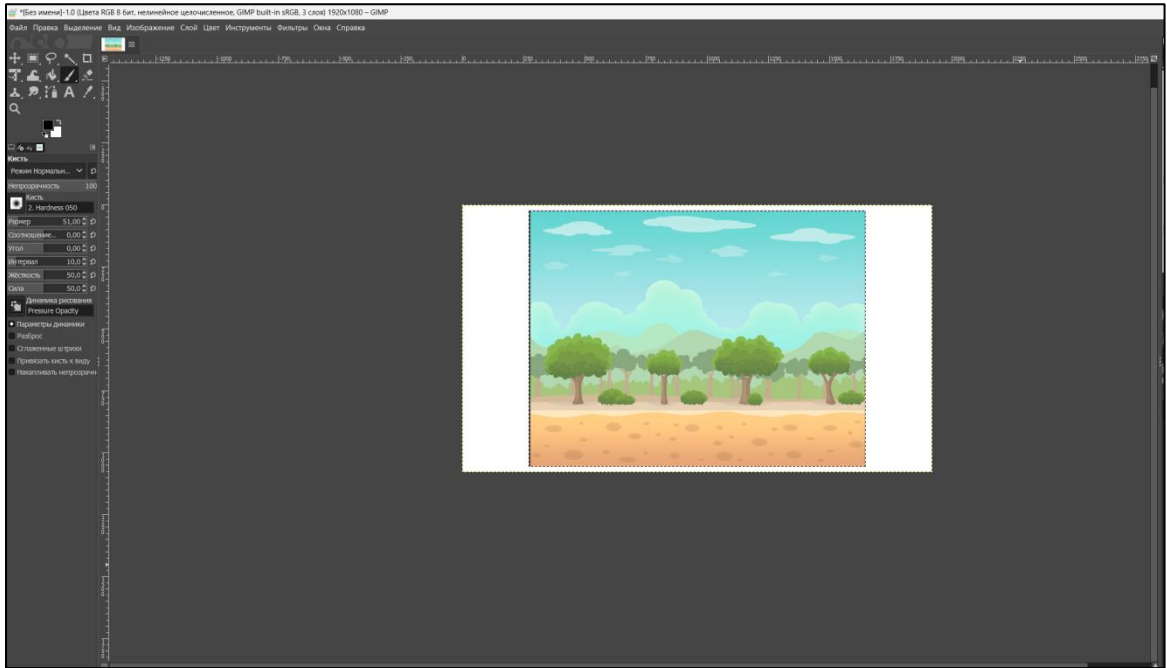 *[Без имени]-1.0 (Цвета RGB 8 бит, нелинейное целочисленное, GIMP built-in sRGB, 3 слоя) 1920x1080 – GIMP
Файл Правка Выделение Вид Изображение Слой Цвет Инструменты Фильтры Окна Справка
Кисть
Режим Нормальн...
Непрозрачность 100
Кисть
2. Hardness 050
Размер 51,00
Соотношение... 0,00
Угол 0,00
Интервал 10,0
Жёсткость 50,0
Сила 50,0
Динамика рисования
Pressure Opacity
Параметры динамики
Разброс
Сглаженные штрихи
Привязать кисть к виду
Накапливать непрозрачн